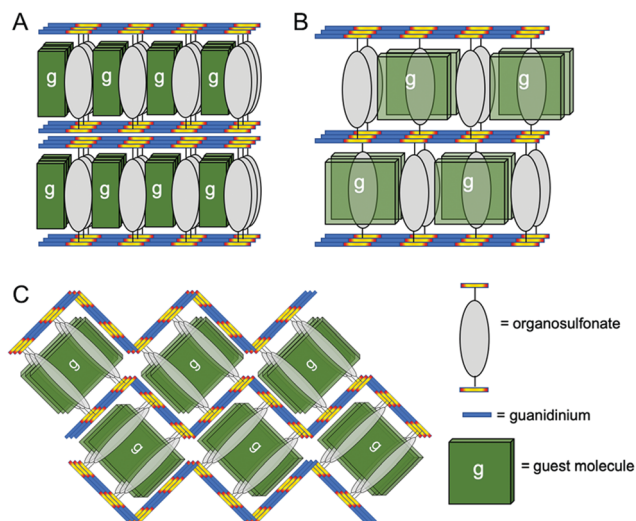 A
B
g g g g
g g
g g g g
g g
C
g g g
g g g
= organosulfonate
= guanidinium
g
= guest molecule